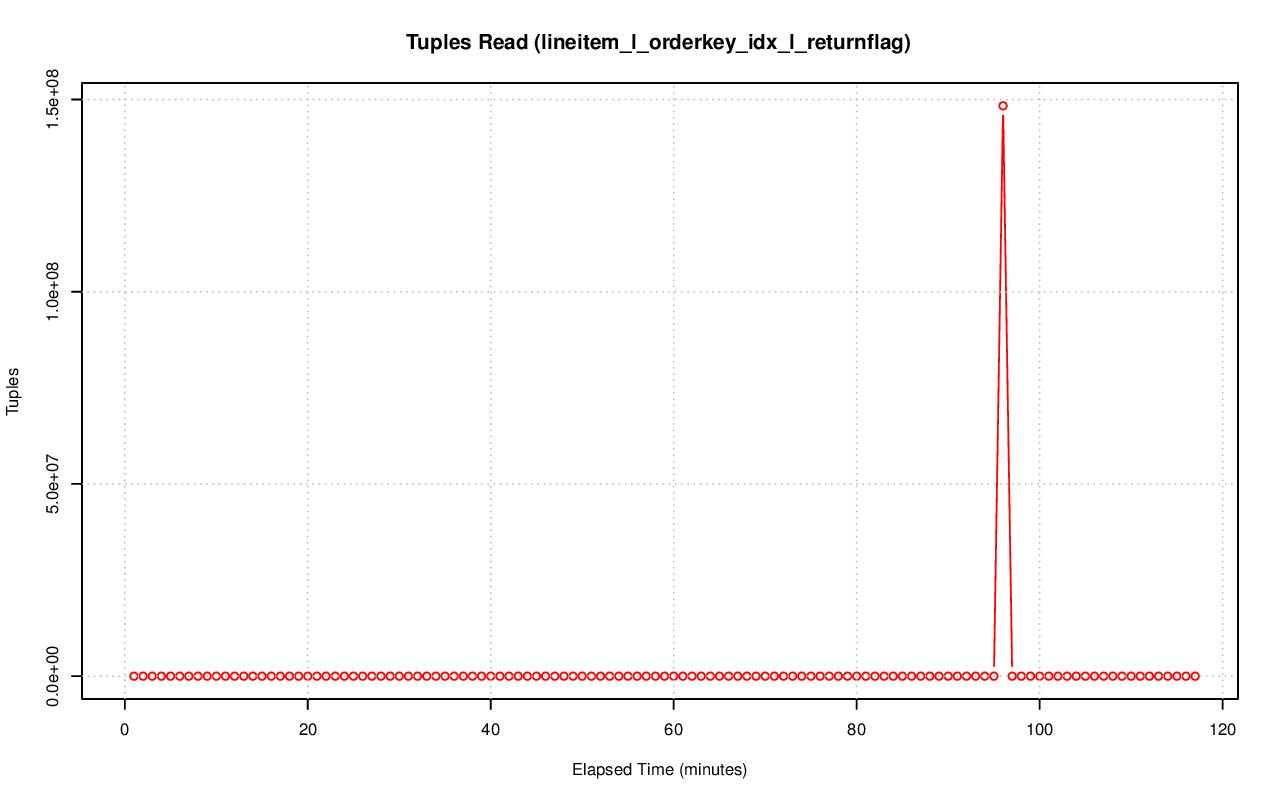 Tuples Read (lineitem_l_orderkey_idx_l_returnflag)
Tuples
1.5e+08
1.0e+08
5.0e+07
0.0e+00
0 20 40 60 80 100 120
Elapsed Time (minutes)